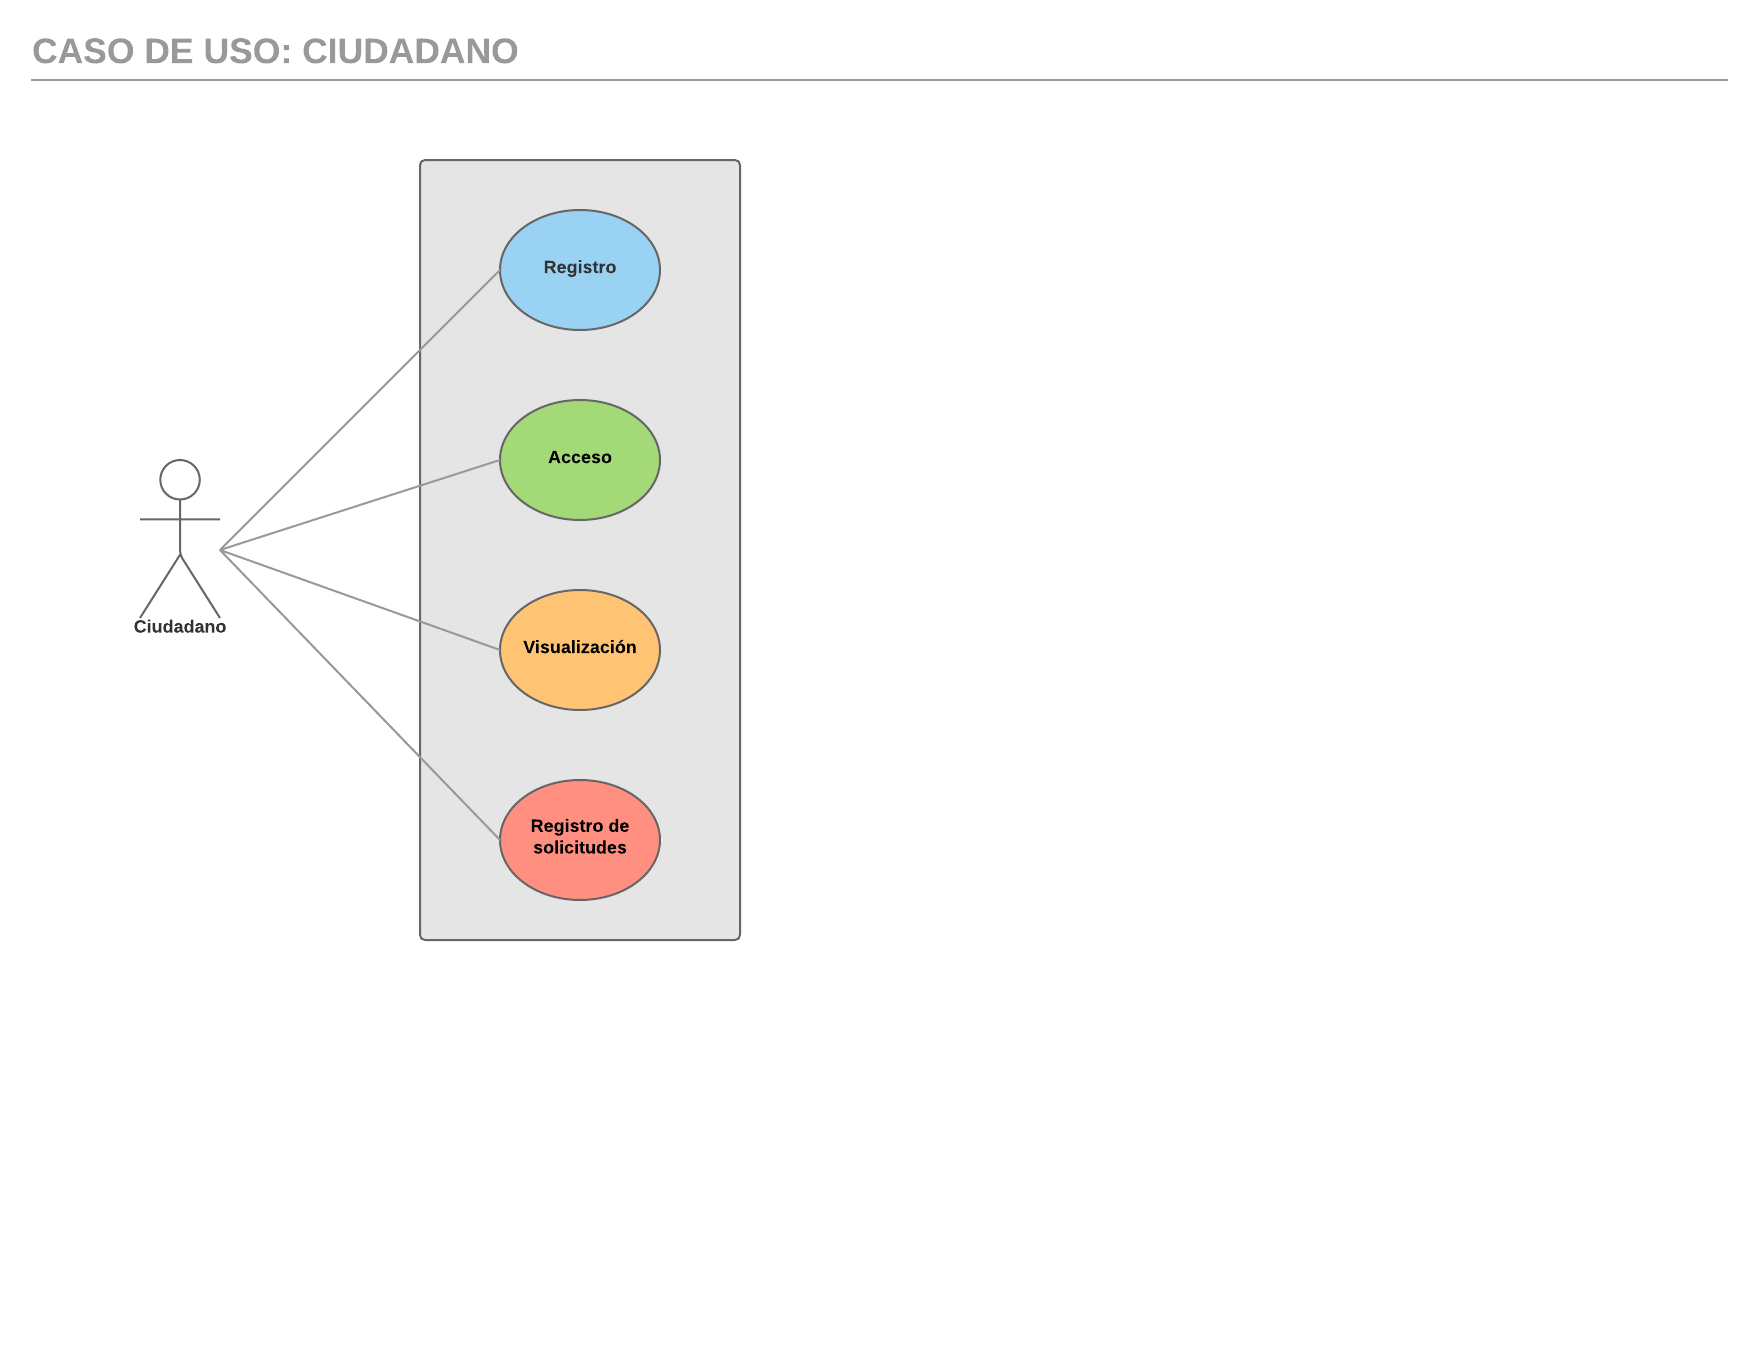 CASO DE USO: CIUDADANO
Registro
Acceso
Ciudadano
Visualización
Registro de
solicitudes